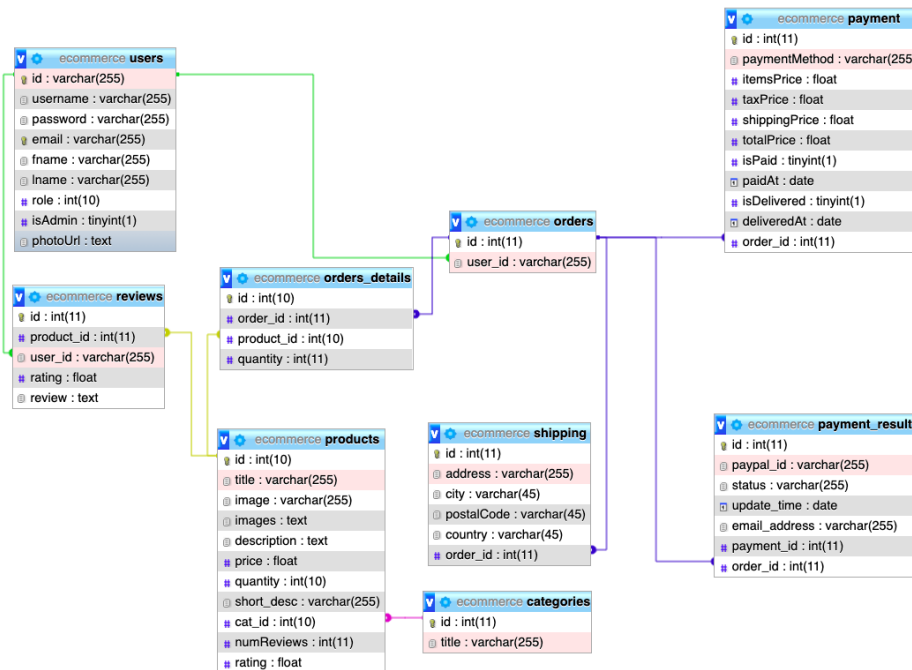 ecommerce users
id : varchar(255)
username : varchar(255)
password : varchar(255)
email : varchar(255)
fname : varchar(255)
lname : varchar(255)
role : int(10)
isAdmin : tinyint(1)
photoUrl : text
ecommerce payment
id : int(11)
paymentMethod : varchar(255
itemsPrice : float
taxPrice : float
shippingPrice : float
totalPrice : float
isPaid : tinyint(1)
paidAt : date
isDelivered : tinyint(1)
deliveredAt : date
order_id : int(11)
ecommerce orders
id : int(11)
user_id : varchar(255)
ecommerce orders_details
id : int(10)
order_id : int(11)
product_id : int(10)
quantity : int(11)
ecommerce reviews
id : int(11)
product_id : int(11)
user_id : varchar(255)
rating : float
review : text
ecommerce products
id : int(10)
title : varchar(255)
image : varchar(255)
images : text
description : text
price : float
quantity : int(10)
short_desc : varchar(255)
cat_id : int(10)
numReviews : int(11)
rating : float
ecommerce shipping
id : int(11)
address : varchar(255)
city : varchar(45)
postalCode : varchar(45)
country : varchar(45)
order_id : int(11)
ecommerce payment_result
id : int(11)
paypal_id : varchar(255)
status : varchar(255)
update_time : date
email_address : varchar(255)
payment_id : int(11)
order_id : int(11)
ecommerce categories
id : int(11)
title : varchar(255)